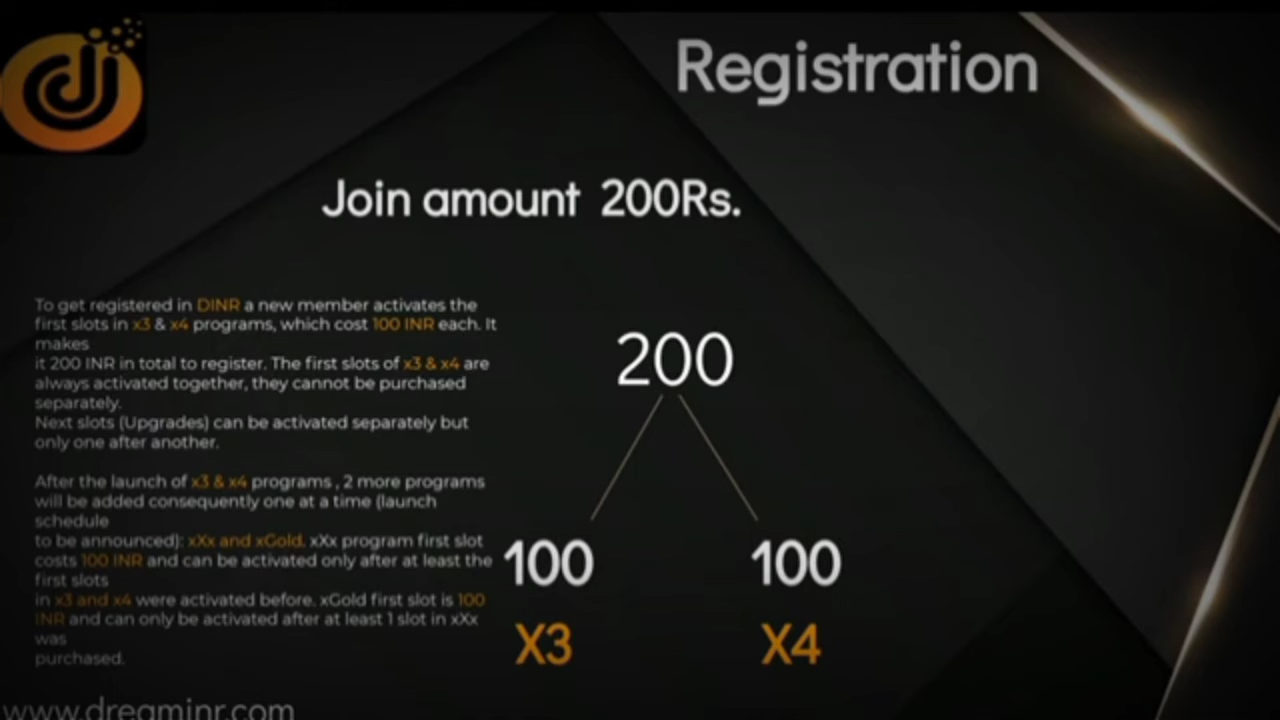 Registration
Join amount 200Rs.
To get registered in DINR a new member activates the
first slots in x3 & x4 programs, which cost 100 INR each. It
makes
it 200 INR in total to register. The first slots of x3 & x4 are
always activated together, they cannot be purchased
separately.
Next slots (Upgrades) can be activated separately but
only one after another.
After the launch of x3 & x4 programs , 2 more programs
will be added consequently one at a time (launch
schedule
to be announced): xXx and xGold. xXx program first slot
costs 100 INR and can be activated only after at least the
first slots
in x3 and x4 were activated before. xGold first slot is 100
INR and can only be activated after at least 1 slot in xXx
was
purchased.
200
100 100
X3 X4
www.dreaminr.com